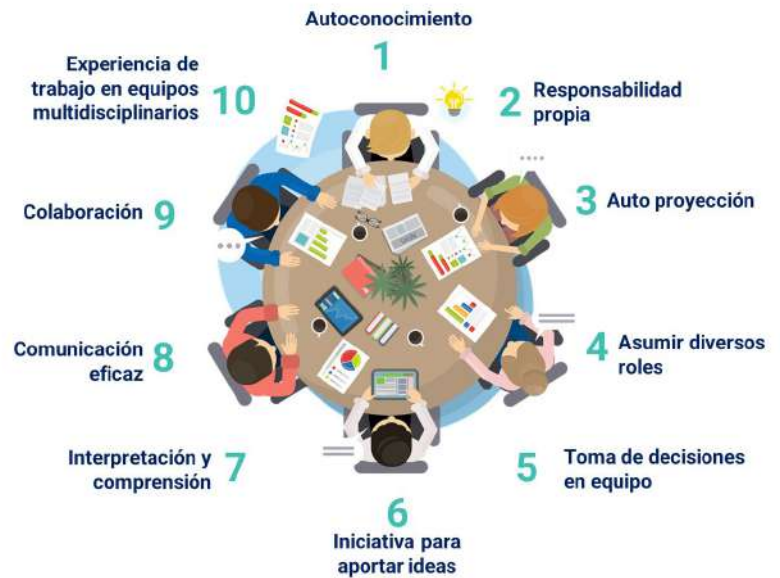 Autoconocimiento
1
2
Responsabilidad
propia
3
Auto proyección
4
Asumir diversos
roles
5
Toma de decisiones
en equipo
6
Iniciativa para
aportar ideas
7
Interpretación y
comprensión
8
Comunicación
eficaz
9
Colaboración
10
Experiencia de
trabajo en equipos
multidisciplinarios